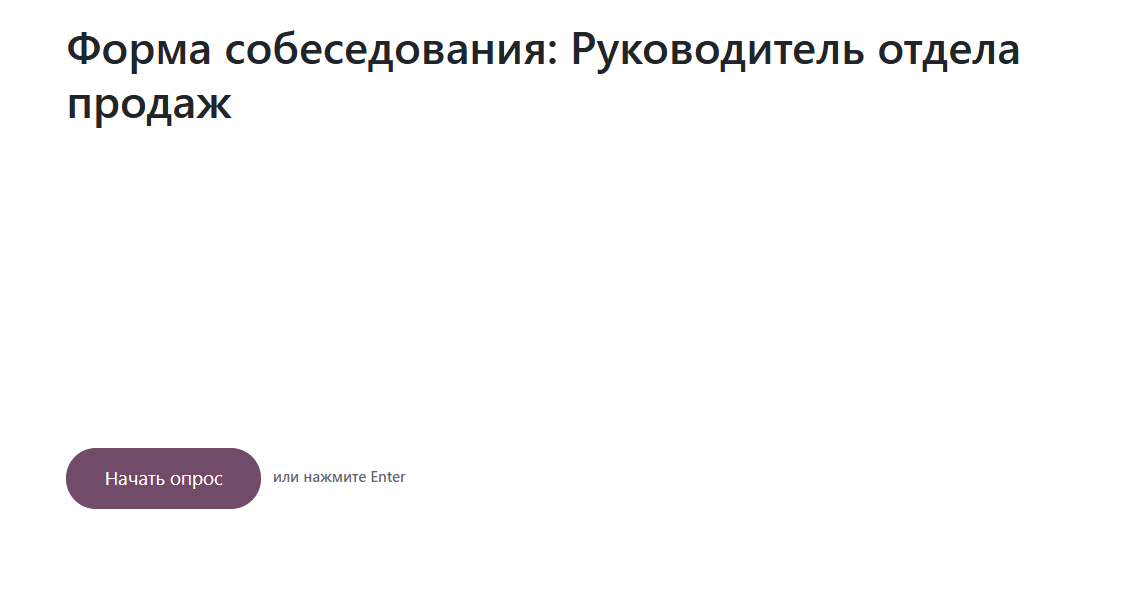 Форма собеседования: Руководитель отдела
продаж
Начать опрос или нажмите Enter